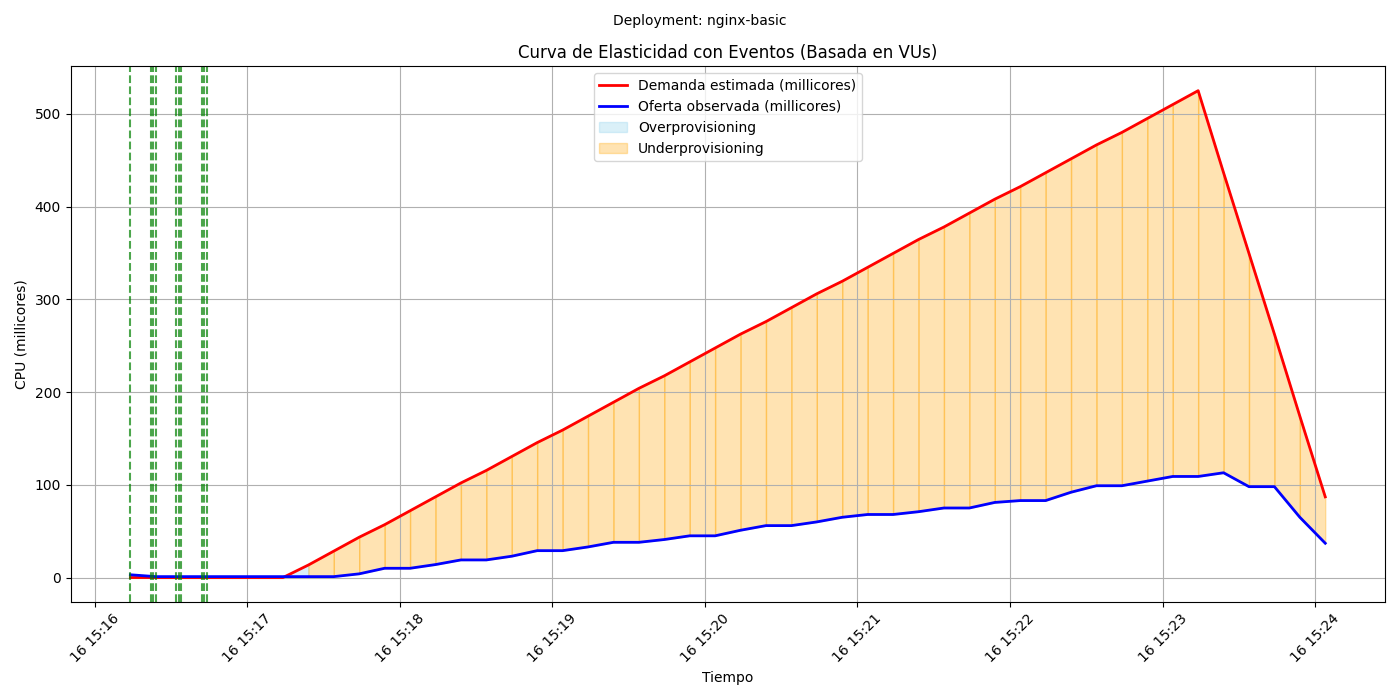 Deployment: nginx-basic
Curva de Elasticidad con Eventos (Basada en VUs)
Demanda estimada (millicores)
Oferta observada (millicores)
Overprovisioning
Underprovisioning
CPU (millicores)
500
400
300
200
100
0
16 15:16
16 15:17
16 15:18
16 15:19
16 15:20
16 15:21
16 15:22
16 15:23
16 15:24
Tiempo